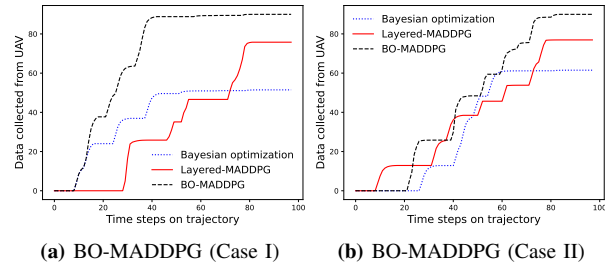 80
60
40
20
0
Data collected from UAV
0
20
40
60
80
100
Time steps on trajectory
Bayesian optimization
Layered-MADDPG
BO-MADDPG
(a) BO-MADDPG (Case I)
80
60
40
20
0
Data collected from UAV
Bayesian optimization
Layered-MADDPG
BO-MADDPG
0
20
40
60
80
100
Time steps on trajectory
(b) BO-MADDPG (Case II)